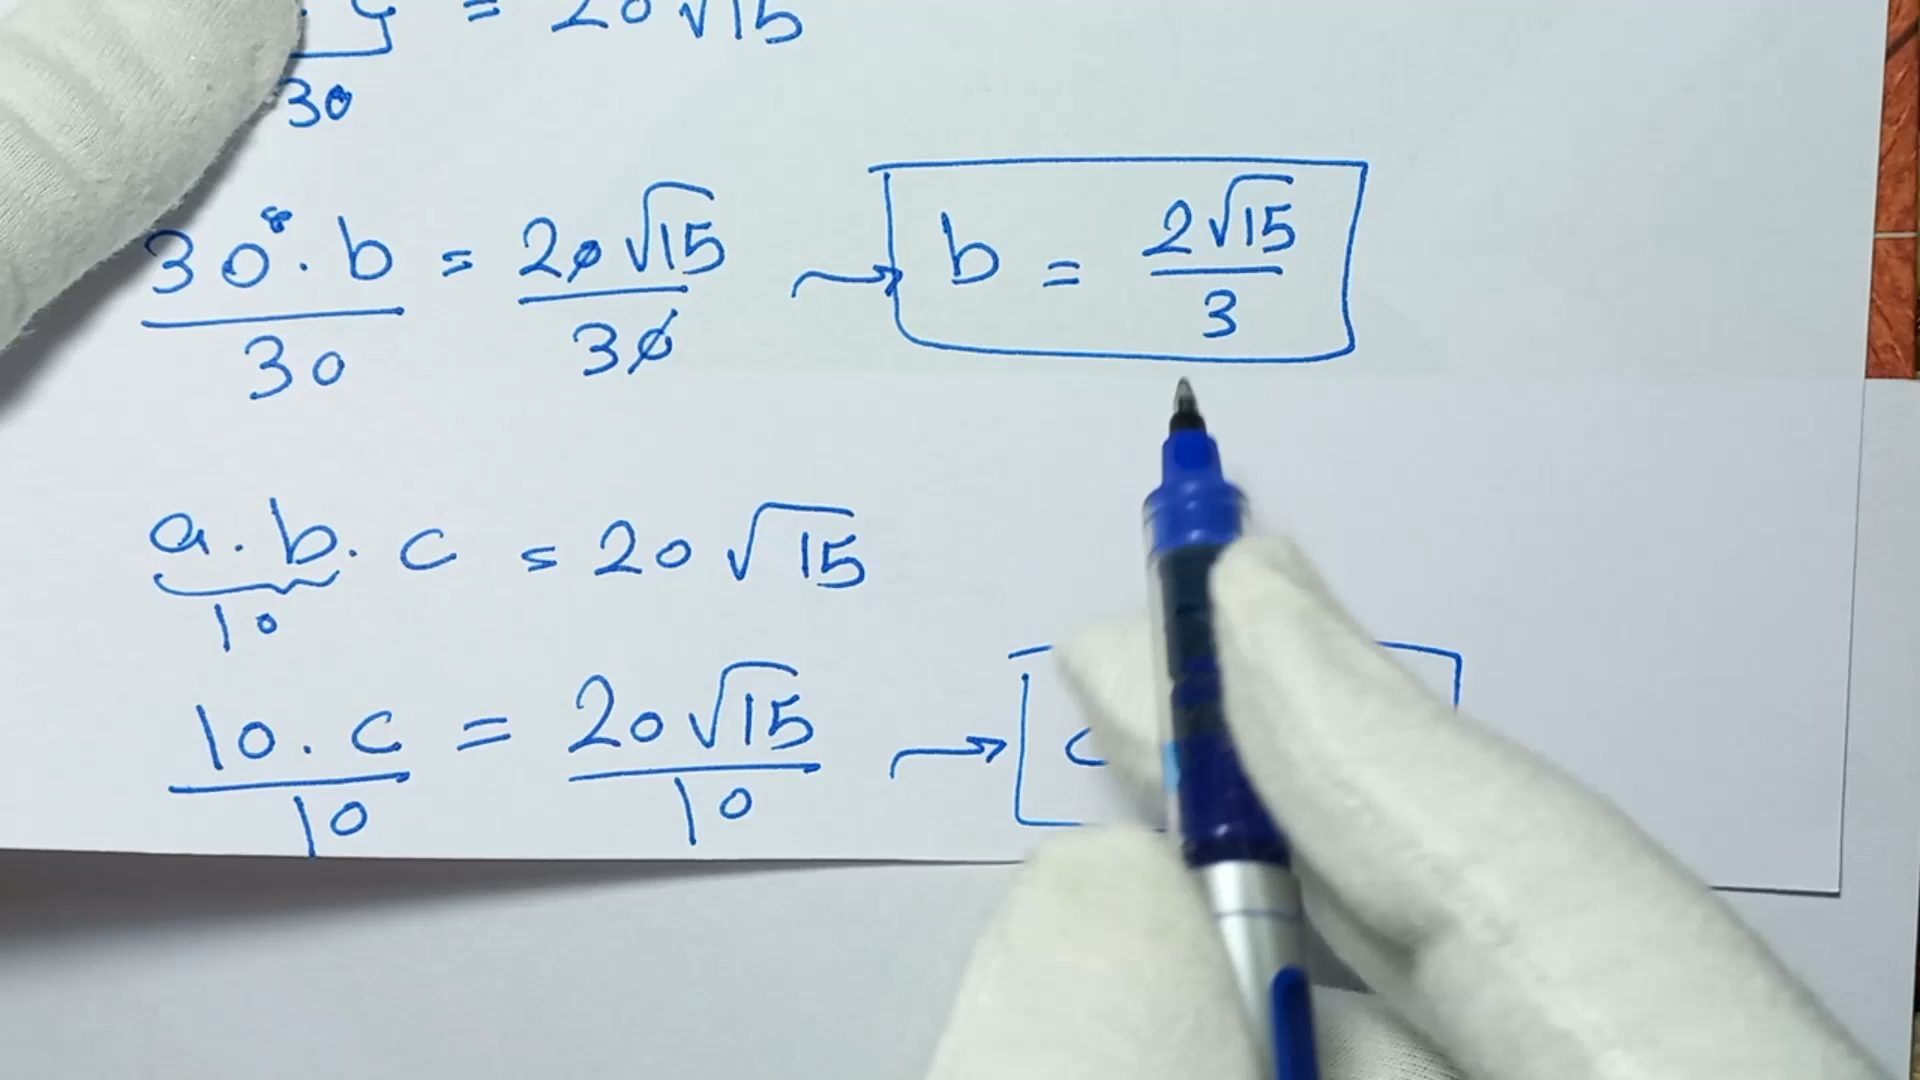 = 20√15
30
30 · b / 30 = 20√15 / 30 → b = 2√15 / 3
a . b . c = 20√15
10
10 . c / 10 = 20√15 / 10 → c